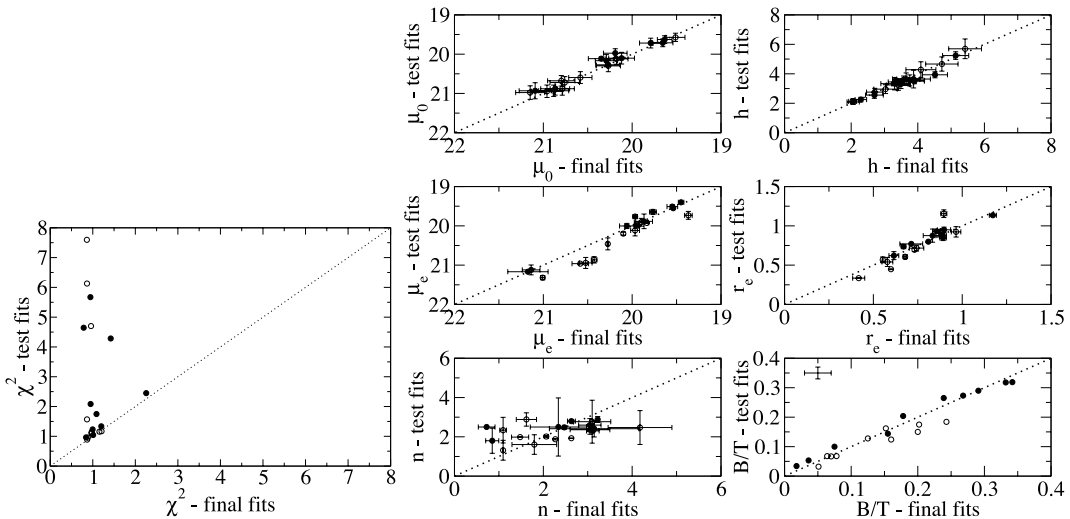 19
20
21
22
μ0 - test fits
22 21 20 19
μ0 - final fits
8
6
4
2
0
h - test fits
0 2 4 6 8
h - final fits
19
20
21
22
μe - test fits
22 21 20 19
μe - final fits
1.5
1
0.5
0
re - test fits
0 0.5 1 1.5
re - final fits
8
7
6
5
4
3
2
1
0
χ2 - test fits
0 1 2 3 4 5 6 7 8
χ2 - final fits
6
4
2
0
n - test fits
0 2 4 6
n - final fits
0.4
0.3
0.2
0.1
0
B/T - test fits
0 0.1 0.2 0.3 0.4
B/T - final fits